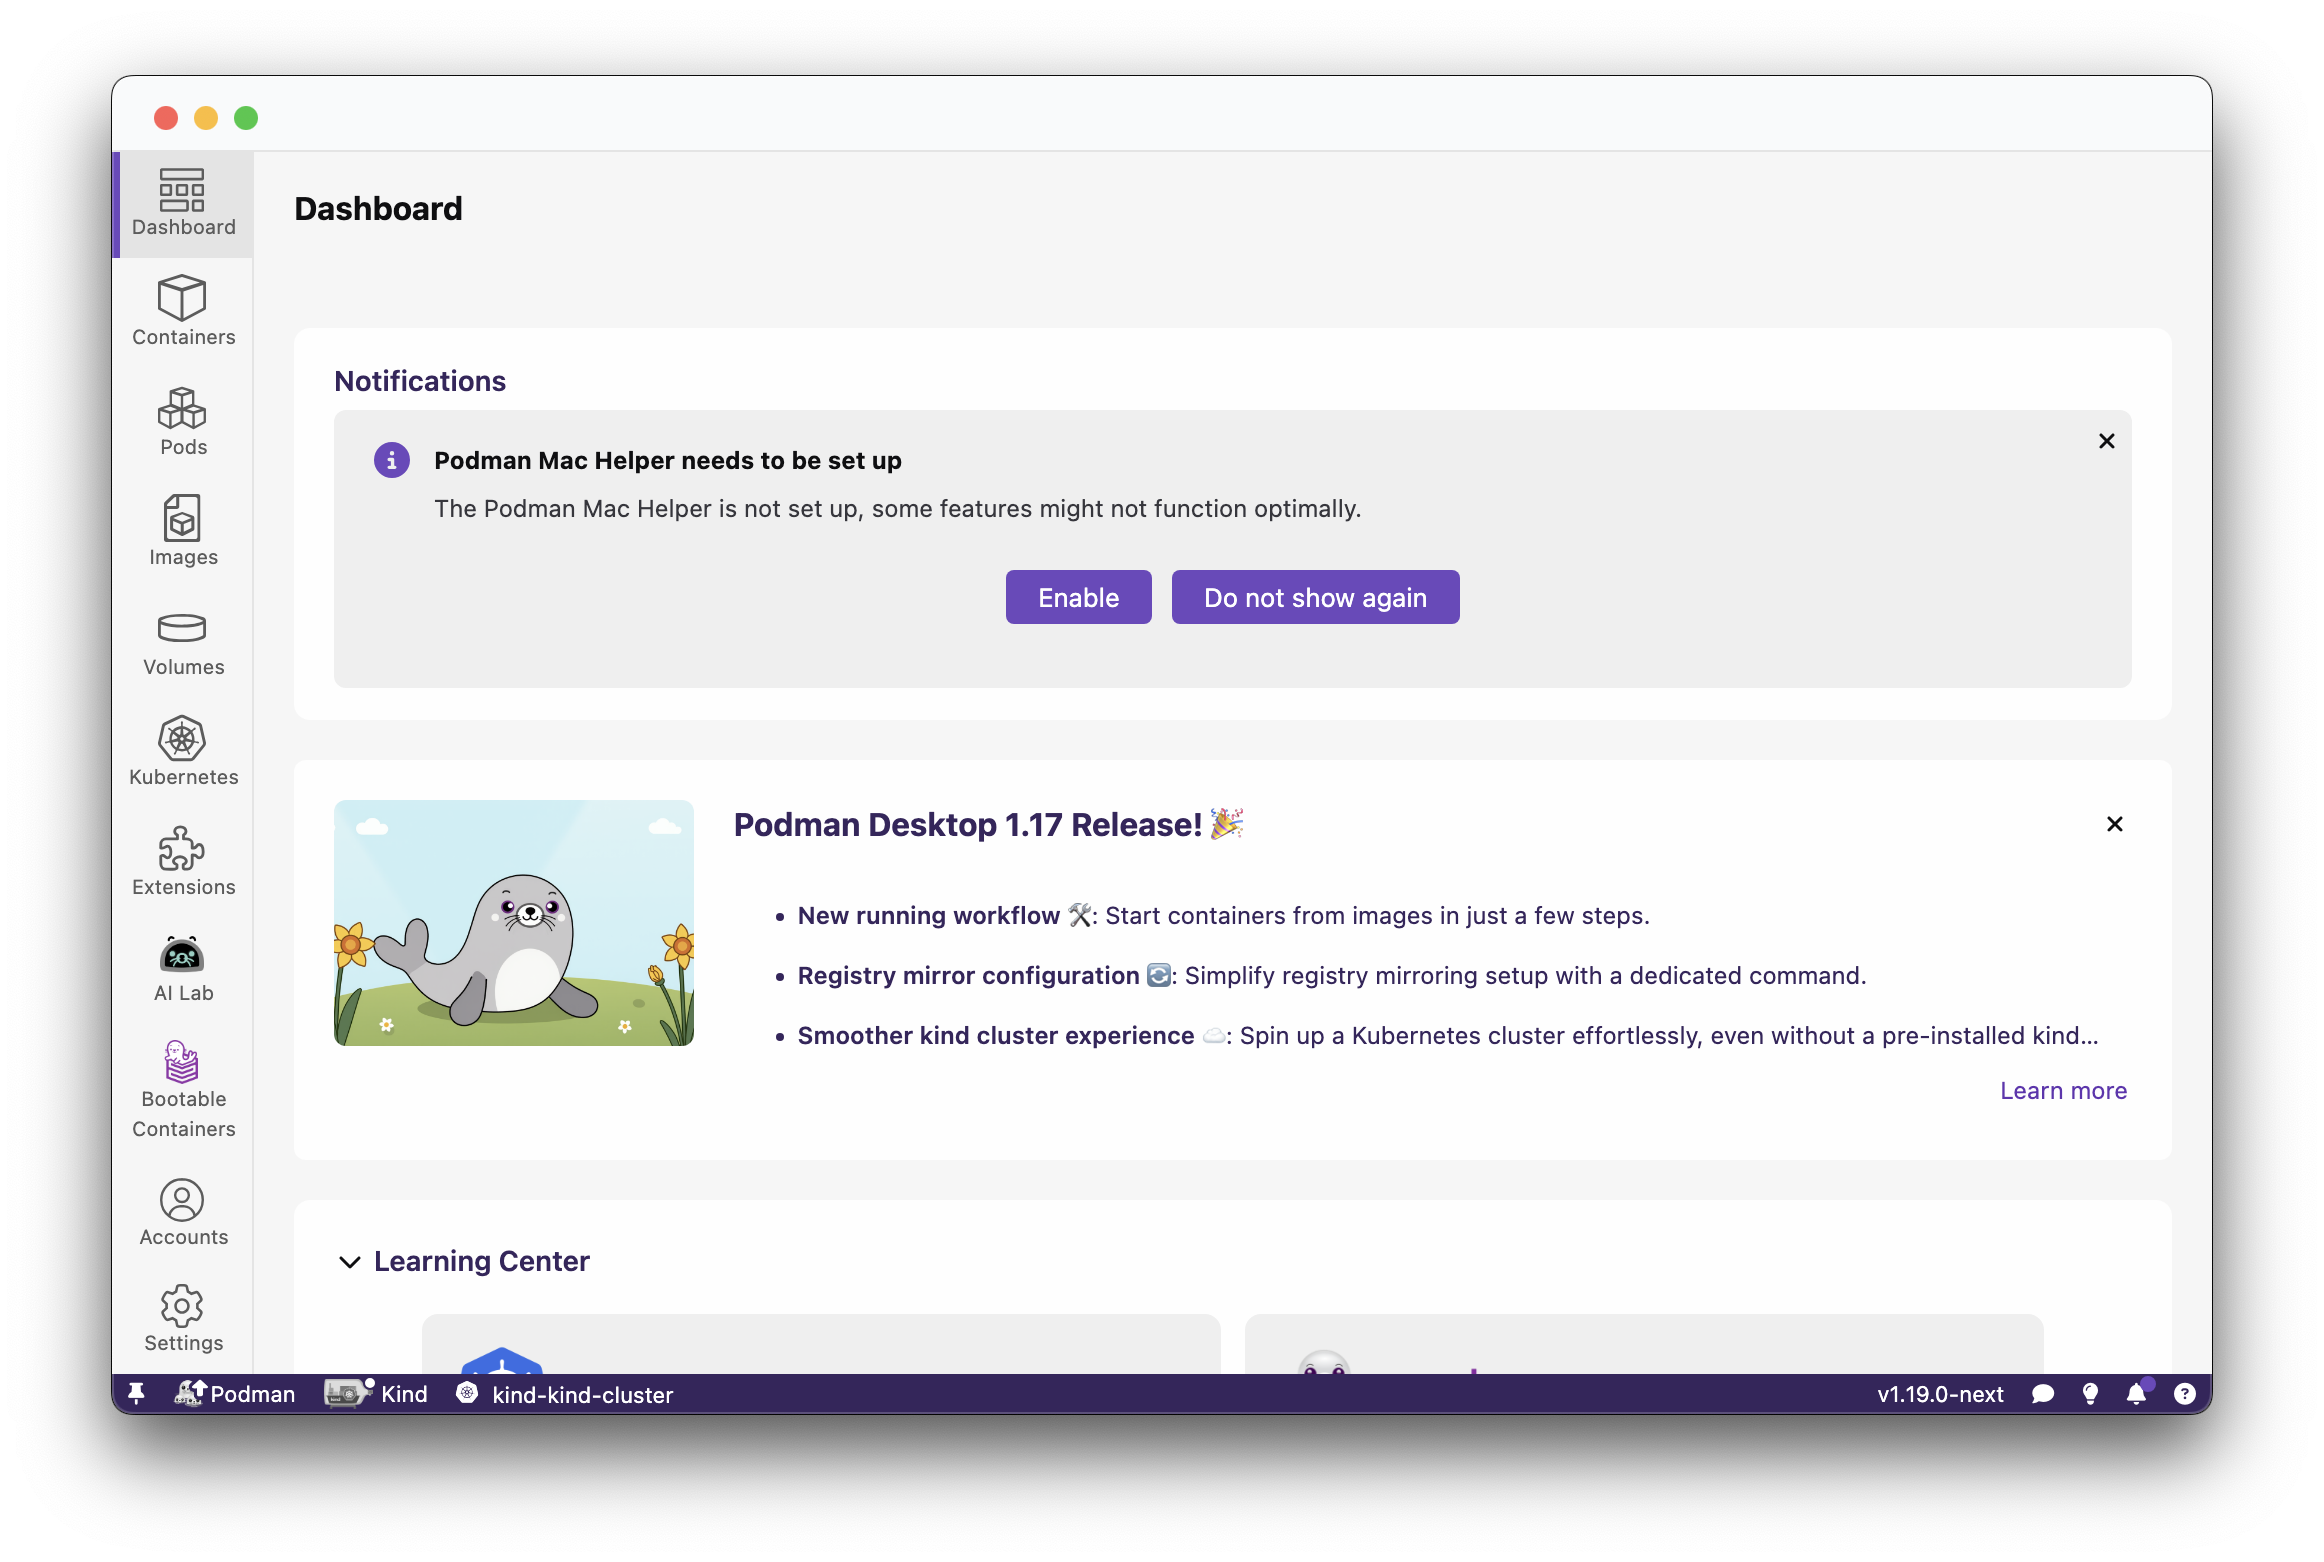 Dashboard
Containers
Pods
Images
Volumes
Kubernetes
Extensions
AI Lab
Bootable
Containers
Accounts
Settings
Dashboard
Notifications
Podman Mac Helper needs to be set up
The Podman Mac Helper is not set up, some features might not function optimally.
Enable
Do not show again
Podman Desktop 1.17 Release! 🎉
• New running workflow 🛠️: Start containers from images in just a few steps.
• Registry mirror configuration 🔄: Simplify registry mirroring setup with a dedicated command.
• Smoother kind cluster experience ☁️: Spin up a Kubernetes cluster effortlessly, even without a pre-installed kind...
Learn more
Learning Center
Podman
Kind
kind-kind-cluster
v1.19.0-next